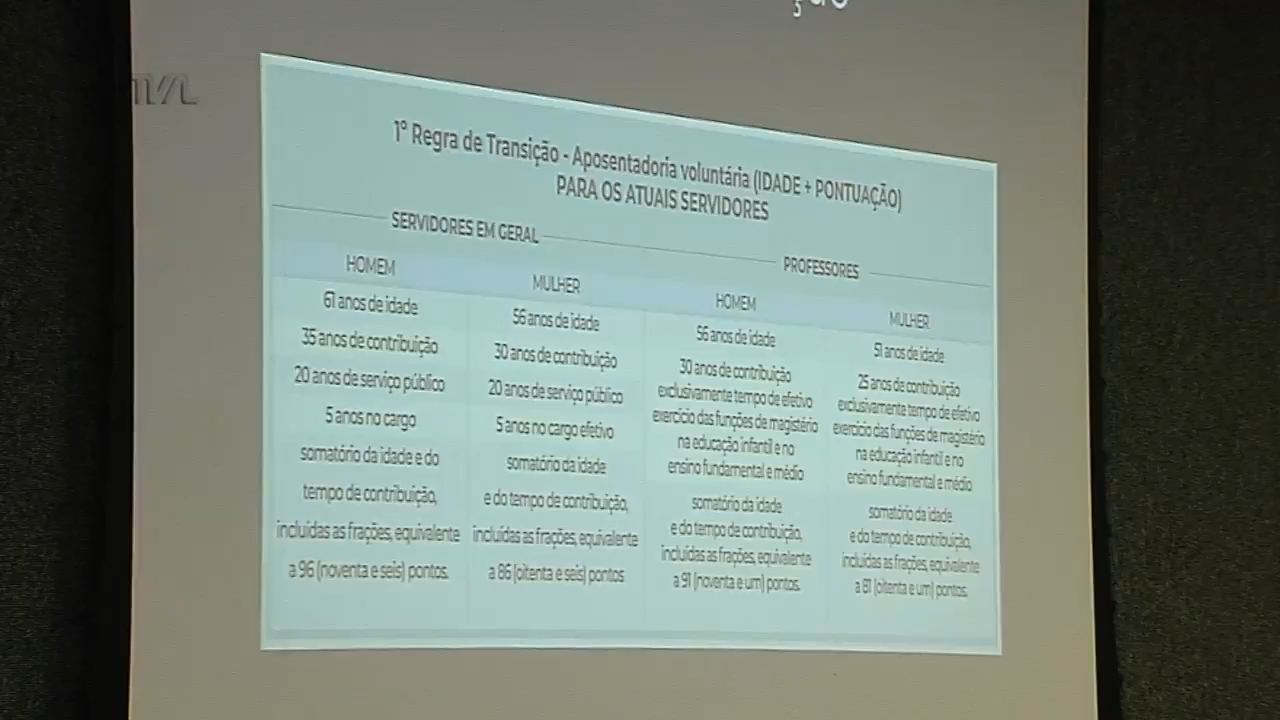 TVL
1º Regra de Transição - Aposentadoria voluntária (IDADE + PONTUAÇÃO)
PARA OS ATUAIS SERVIDORES
SERVIDORES EM GERAL
HOMEM
61 anos de idade
35 anos de contribuição
20 anos de serviço público
5 anos no cargo
somatório da idade e do
tempo de contribuição,
incluídas as frações, equivalente
a 96 (noventa e seis) pontos.
MULHER
56 anos de idade
30 anos de contribuição
20 anos de serviço público
5 anos no cargo efetivo
somatório da idade
e do tempo de contribuição,
incluídas as frações, equivalente
a 86 (oitenta e seis) pontos
PROFESSORES
HOMEM
56 anos de idade
30 anos de contribuição
exclusivamente tempo de efetivo
exercício das funções de magistério
na educação infantil e no
ensino fundamental e médio
somatório da idade
e do tempo de contribuição,
incluídas as frações, equivalente
a 91 (noventa e um) pontos.
MULHER
51 anos de idade
25 anos de contribuição
exclusivamente tempo de efetivo
exercício das funções de magistério
na educação infantil e no
ensino fundamental e médio
somatório da idade
e do tempo de contribuição,
incluídas as frações, equivalente
a 81 (oitenta e um) pontos.